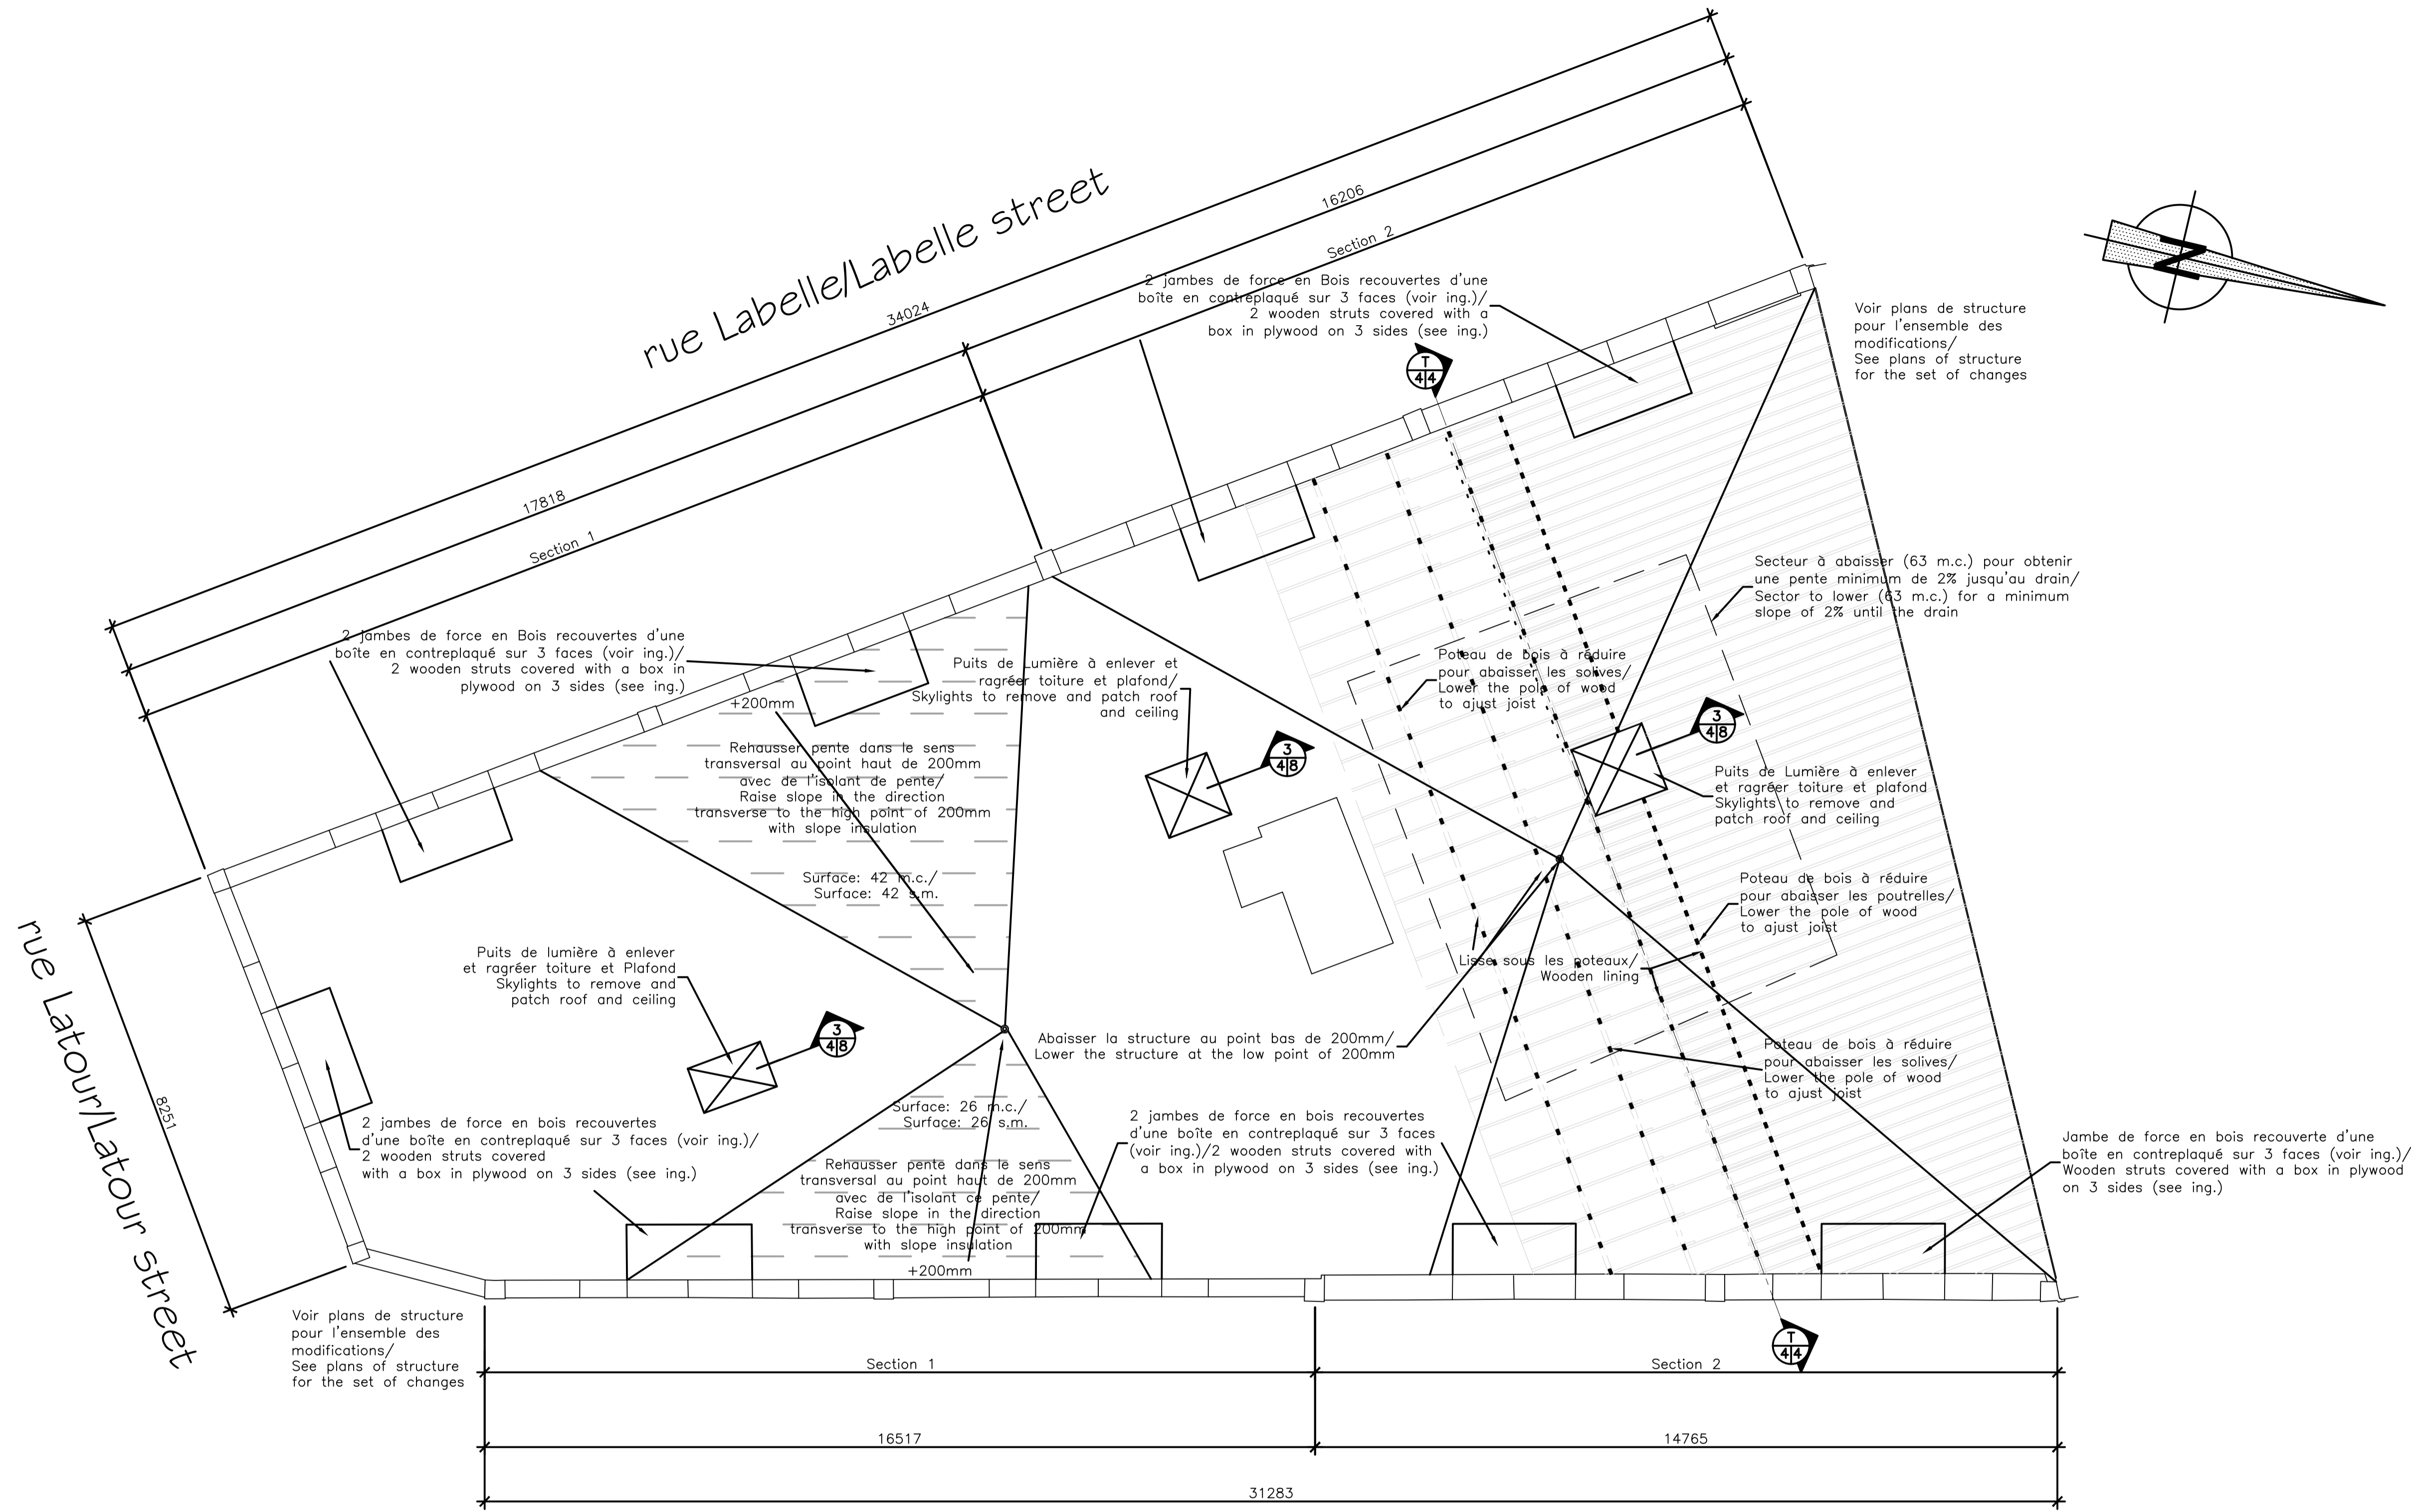 rue Labelle/Labelle street
34024
16206
Section 2
17818
Section 1
N
2 jambes de force en Bois recouvertes d'une
boîte en contreplaqué sur 3 faces (voir ing.)/
2 wooden struts covered with a
box in plywood on 3 sides (see ing.)
T
4 4
Voir plans de structure
pour l'ensemble des
modifications/
See plans of structure
for the set of changes
2 jambes de force en Bois recouvertes d'une
boîte en contreplaqué sur 3 faces (voir ing.)/
2 wooden struts covered with a box in
plywood on 3 sides (see ing.)
+200mm
Rehausser pente dans le sens
transversal au point haut de 200mm
avec de l'isolant de pente/
Raise slope in the direction
transverse to the high point of 200mm
with slope insulation
Surface: 42 m.c./
Surface: 42 s.m.
Puits de Lumière à enlever et
ragréer toiture et plafond/
Skylights to remove and patch roof
and ceiling
3
4 8
Poteau de bois à réduire
pour abaisser les solives/
Lower the pole of wood
to ajust joist
Secteur à abaisser (63 m.c.) pour obtenir
une pente minimum de 2% jusqu'au drain/
Sector to lower (63 m.c.) for a minimum
slope of 2% until the drain
3
4 8
Puits de Lumière à enlever
et ragréer toiture et plafond
Skylights to remove and
patch roof and ceiling
Poteau de bois à réduire
pour abaisser les poutrelles/
Lower the pole of wood
to ajust joist
Lisse sous les poteaux/
Wooden lining
Puits de lumière à enlever
et ragréer toiture et Plafond
Skylights to remove and
patch roof and ceiling
3
4 8
Abaisser la structure au point bas de 200mm/
Lower the structure at the low point of 200mm
Poteau de bois à réduire
pour abaisser les solives/
Lower the pole of wood
to ajust joist
rue Latour/Latour street
8251
2 jambes de force en bois recouvertes
d'une boîte en contreplaqué sur 3 faces (voir ing.)/
2 wooden struts covered
with a box in plywood on 3 sides (see ing.)
Surface: 26 m.c./
Surface: 26 s.m.
Rehausser pente dans le sens
transversal au point haut de 200mm
avec de l'isolant ce pente/
Raise slope in the direction
transverse to the high point of 200mm
with slope insulation
+200mm
2 jambes de force en bois recouvertes
d'une boîte en contreplaqué sur 3 faces
(voir ing.)/2 wooden struts covered with
a box in plywood on 3 sides (see ing.)
Jambe de force en bois recouverte d'une
boîte en contreplaqué sur 3 faces (voir ing.)/
Wooden struts covered with a box in plywood
on 3 sides (see ing.)
Voir plans de structure
pour l'ensemble des
modifications/
See plans of structure
for the set of changes
T
4 4
Section 1
Section 2
16517
14765
31283